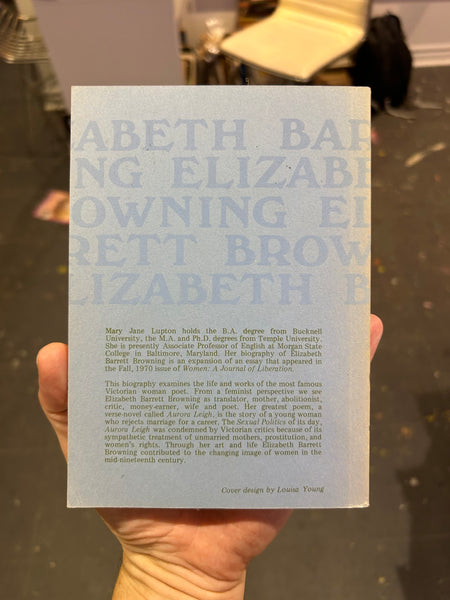 ABETH BAR
NG ELIZABE
OWNING EL
RETT BROW
LIZABETH B
Mary Jane Lupton holds the B.A. degree from Bucknell
University, the M.A. and Ph.D. degrees from Temple University.
She is presently Associate Professor of English at Morgan State
College in Baltimore, Maryland. Her biography of Elizabeth
Barrett Browning is an expansion of an essay that appeared in
the Fall, 1970 issue of Women: A Journal of Liberation.
This biography examines the life and works of the most famous
Victorian woman poet. From a feminist perspective we see
Elizabeth Barrett Browning as translator, mother, abolitionist,
critic, money-earner, wife and poet. Her greatest poem, a
verse-novel called Aurora Leigh, is the story of a young woman
who rejects marriage for a career. The Sexual Politics of its day,
Aurora Leigh was condemned by Victorian critics because of its
sympathetic treatment of unmarried mothers, prostitution, and
women's rights. Through her art and life Elizabeth Barrett
Browning contributed to the changing image of women in the
mid-nineteenth century.
Cover design by Louisa Young